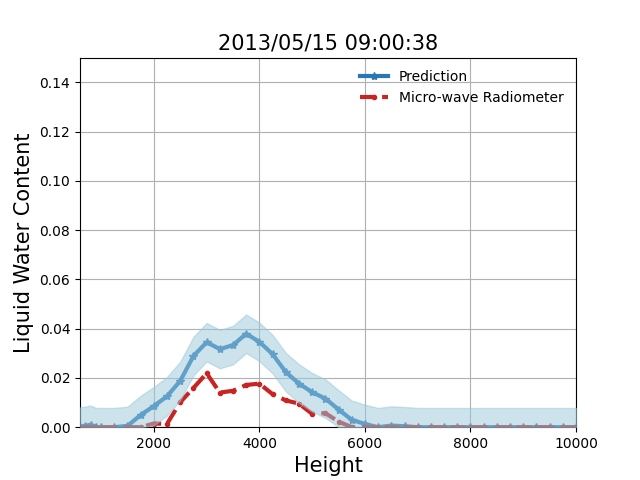 2013/05/15 09:00:38
Prediction
Micro-wave Radiometer
Liquid Water Content
0.14
0.12
0.10
0.08
0.06
0.04
0.02
0.00
2000 4000 6000 8000 10000
Height